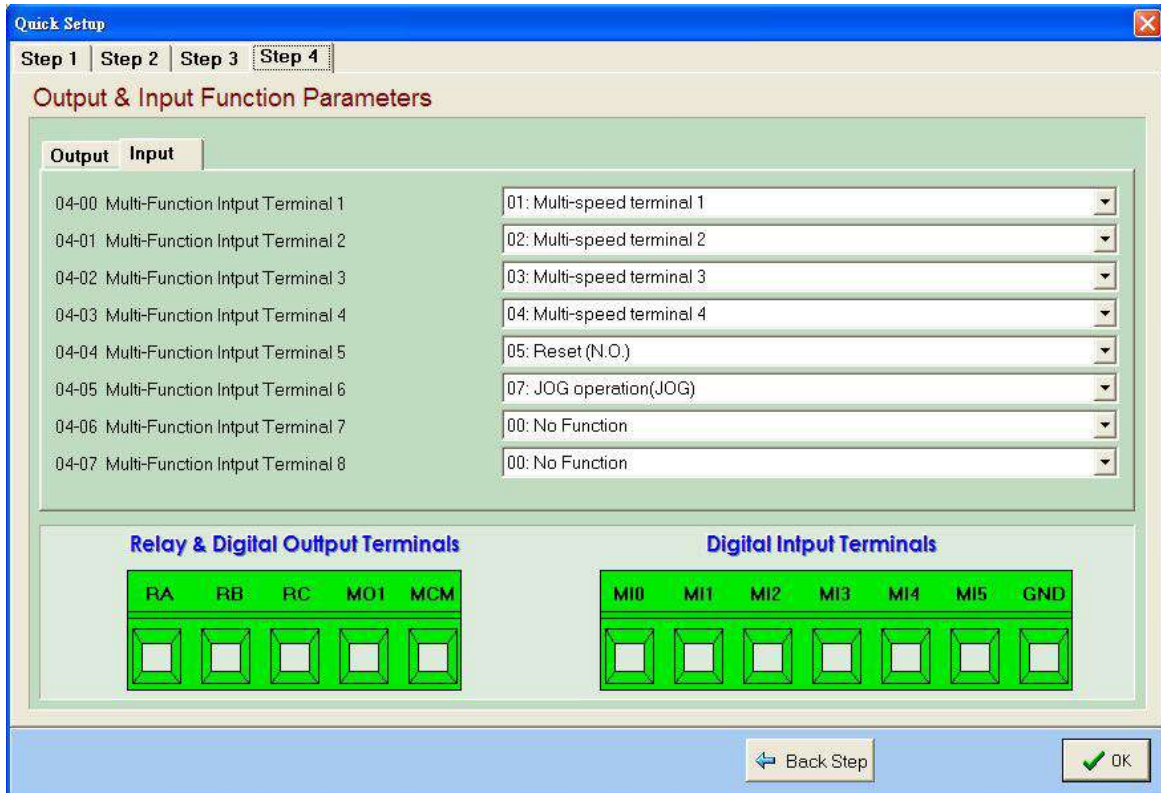 Quick Setup
Step 1 Step 2 Step 3 Step 4
Output & Input Function Parameters
Output Input
04-00 Multi-Function Intput Terminal 1 01: Multi-speed terminal 1
04-01 Multi-Function Intput Terminal 2 02: Multi-speed terminal 2
04-02 Multi-Function Intput Terminal 3 03: Multi-speed terminal 3
04-03 Multi-Function Intput Terminal 4 04: Multi-speed terminal 4
04-04 Multi-Function Intput Terminal 5 05: Reset (N.O.)
04-05 Multi-Function Intput Terminal 6 07: JOG operation(JOG)
04-06 Multi-Function Intput Terminal 7 00: No Function
04-07 Multi-Function Intput Terminal 8 00: No Function
Relay & Digital Outtput Terminals Digital Intput Terminals
RA RB RC MO1 MCM MI0 MI1 MI2 MI3 MI4 MI5 GND
Back Step OK